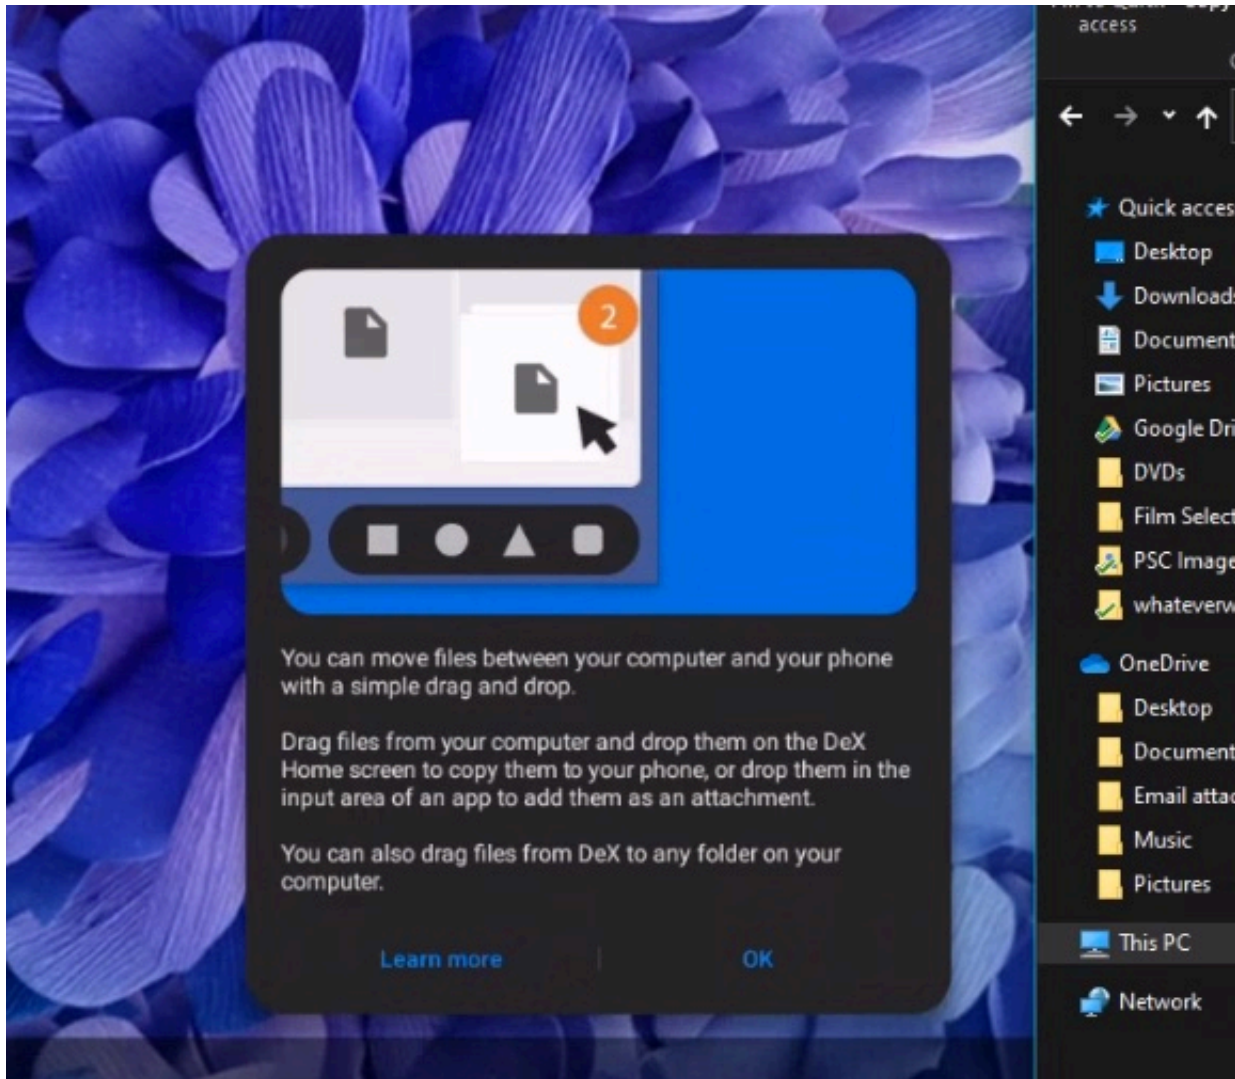 access
2
You can move files between your computer and your phone
with a simple drag and drop.
Drag files from your computer and drop them on the DeX
Home screen to copy them to your phone, or drop them in the
input area of an app to add them as an attachment.
You can also drag files from DeX to any folder on your
computer.
Learn more
OK
Quick acces
Desktop
Downloads
Document
Pictures
Google Dri
DVDs
Film Select
PSC Image
whateverw
OneDrive
Desktop
Document
Email attac
Music
Pictures
This PC
Network